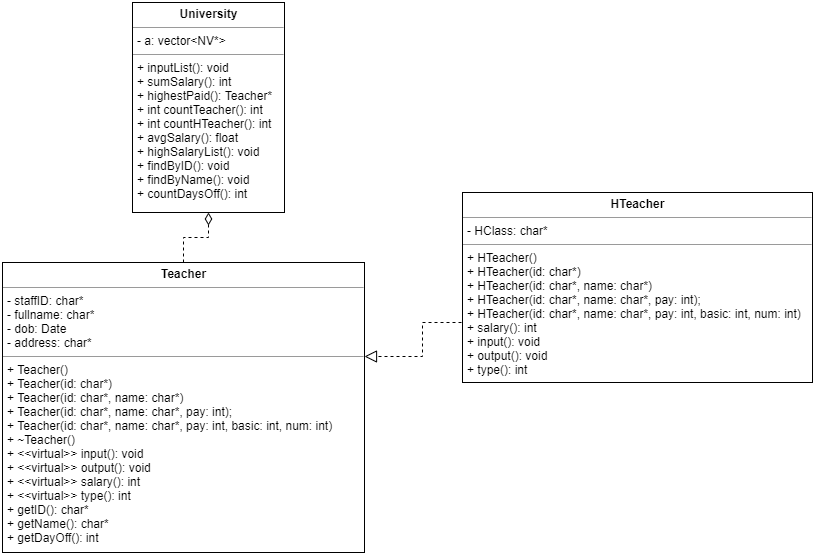 University
- a: vector<NV*>
+ inputList(): void
+ sumSalary(): int
+ highestPaid(): Teacher*
+ int countTeacher(): int
+ int countHTeacher(): int
+ avgSalary(): float
+ highSalaryList(): void
+ findByID(): void
+ findByName(): void
+ countDaysOff(): int
HTeacher
- HClass: char*
+ HTeacher()
+ HTeacher(id: char*)
+ HTeacher(id: char*, name: char*)
+ HTeacher(id: char*, name: char*, pay: int);
+ HTeacher(id: char*, name: char*, pay: int, basic: int, num: int)
+ salary(): int
+ input(): void
+ output(): void
+ type(): int
Teacher
- staffID: char*
- fullname: char*
- dob: Date
- address: char*
+ Teacher()
+ Teacher(id: char*)
+ Teacher(id: char*, name: char*)
+ Teacher(id: char*, name: char*, pay: int);
+ Teacher(id: char*, name: char*, pay: int, basic: int, num: int)
+ ~Teacher()
+ <<virtual>> input(): void
+ <<virtual>> output(): void
+ <<virtual>> salary(): int
+ <<virtual>> type(): int
+ getID(): char*
+ getName(): char*
+ getDayOff(): int